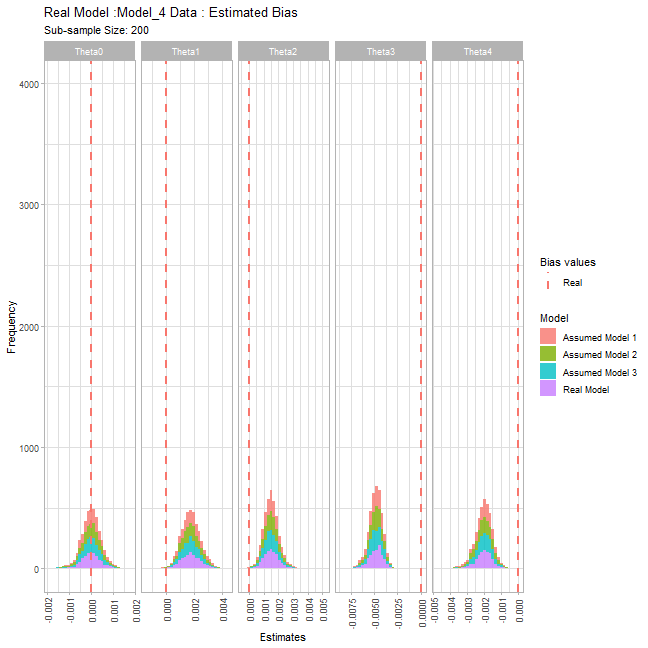 Real Model :Model_4 Data : Estimated Bias
Sub-sample Size: 200
Theta0 Theta1 Theta2 Theta3 Theta4
4000
3000
2000
1000
0
Frequency
-0.002 -0.001 0.000 0.001 0.002
0.000 0.002 0.004
0.000 0.001 0.002 0.003 0.004 0.005
-0.0075 -0.0050 -0.0025 0.0000
-0.005 -0.004 -0.003 -0.002 -0.001 0.000
Estimates
Bias values
Real
Model
Assumed Model 1
Assumed Model 2
Assumed Model 3
Real Model